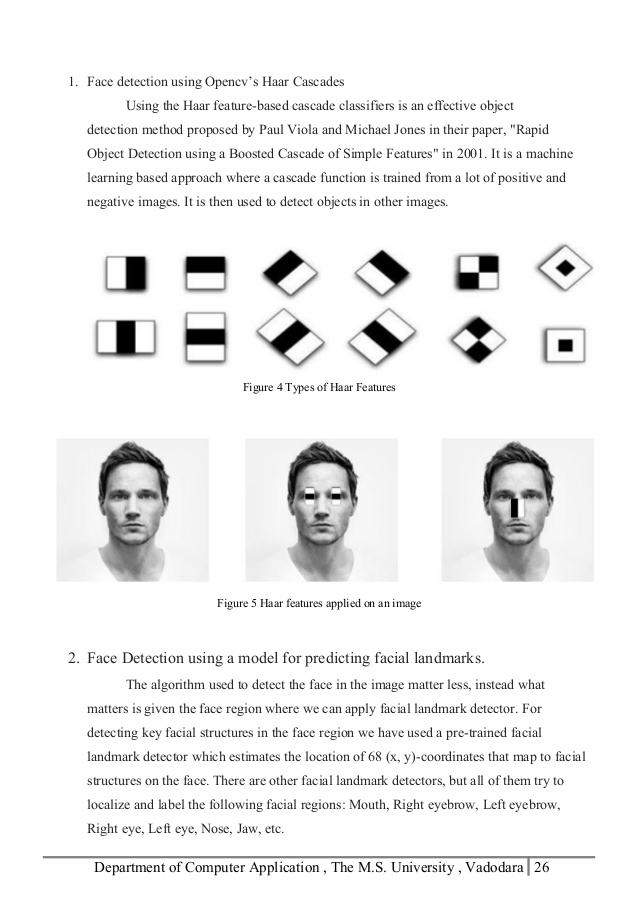 1. Face detection using Opencv's Haar Cascades
Using the Haar feature-based cascade classifiers is an effective object
detection method proposed by Paul Viola and Michael Jones in their paper, "Rapid
Object Detection using a Boosted Cascade of Simple Features" in 2001. It is a machine
learning based approach where a cascade function is trained from a lot of positive and
negative images. It is then used to detect objects in other images.
Figure 4 Types of Haar Features
Figure 5 Haar features applied on an image
2. Face Detection using a model for predicting facial landmarks.
The algorithm used to detect the face in the image matter less, instead what
matters is given the face region where we can apply facial landmark detector. For
detecting key facial structures in the face region we have used a pre-trained facial
landmark detector which estimates the location of 68 (x, y)-coordinates that map to facial
structures on the face. There are other facial landmark detectors, but all of them try to
localize and label the following facial regions: Mouth, Right eyebrow, Left eyebrow,
Right eye, Left eye, Nose, Jaw, etc.
Department of Computer Application , The M.S. University , Vadodara 26